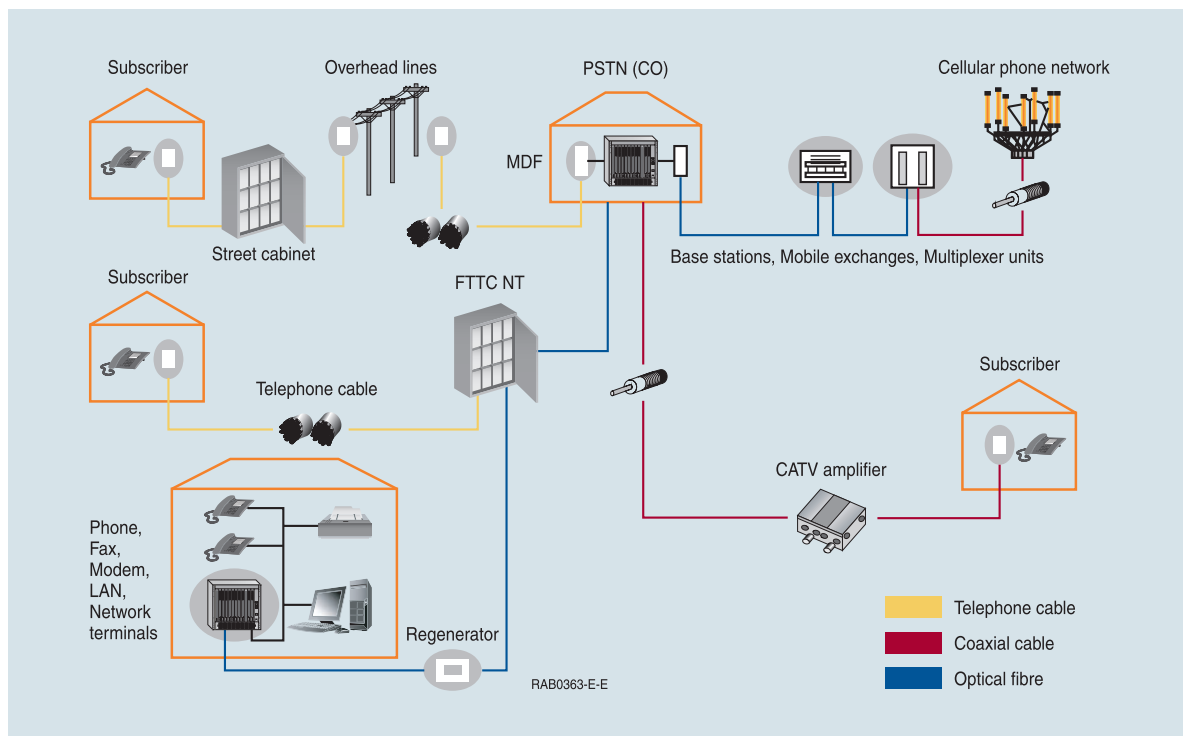 Subscriber
Overhead lines
PSTN (CO)
Cellular phone network
MDF
Street cabinet
Base stations, Mobile exchanges, Multiplexer units
Subscriber
FTTC NT
Telephone cable
Subscriber
CATV amplifier
Phone,
Fax,
Modem,
LAN,
Network
terminals
Regenerator
RAB0363-E-E
Telephone cable
Coaxial cable
Optical fibre